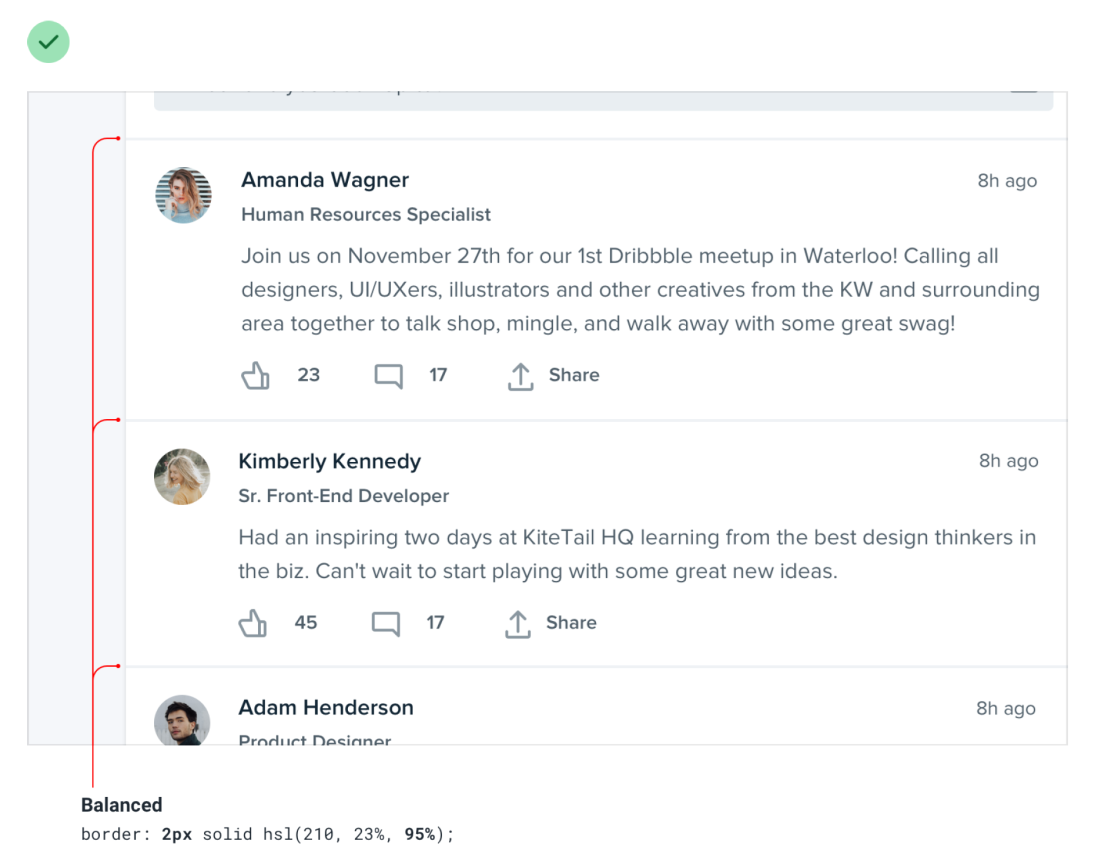 Amanda Wagner
8h ago
Human Resources Specialist
Join us on November 27th for our 1st Dribbble meetup in Waterloo! Calling all
designers, UI/UXers, illustrators and other creatives from the KW and surrounding
area together to talk shop, mingle, and walk away with some great swag!
23 17 Share
Kimberly Kennedy
8h ago
Sr. Front-End Developer
Had an inspiring two days at KiteTail HQ learning from the best design thinkers in
the biz. Can't wait to start playing with some great new ideas.
45 17 Share
Adam Henderson
8h ago
Product Designer
Balanced
border: 2px solid hsl(210, 23%, 95%);